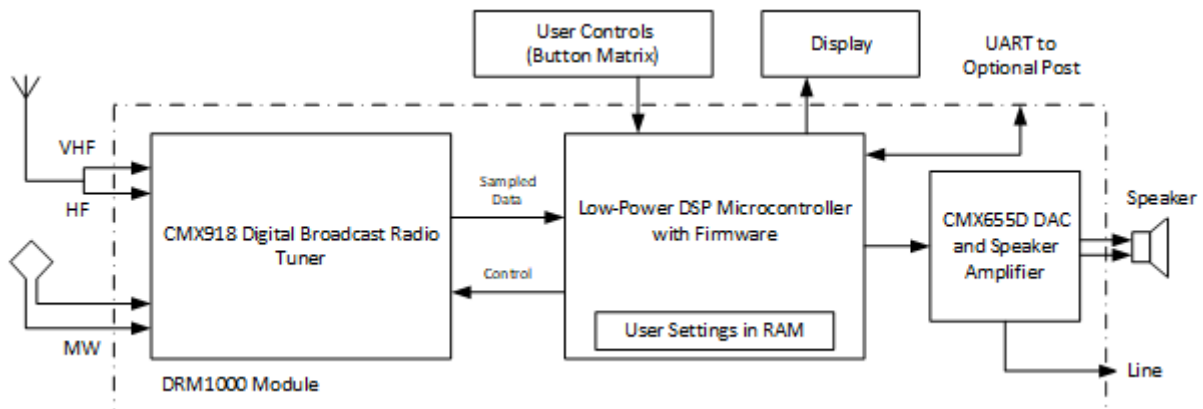 User Controls
(Button Matrix)
Display
UART to
Optional Post
VHF
HF
MW
CMX918 Digital Broadcast Radio
Tuner
Sampled
Data
Control
Low-Power DSP Microcontroller
with Firmware
User Settings in RAM
CMX655D DAC
and Speaker
Amplifier
Speaker
Line
DRM1000 Module